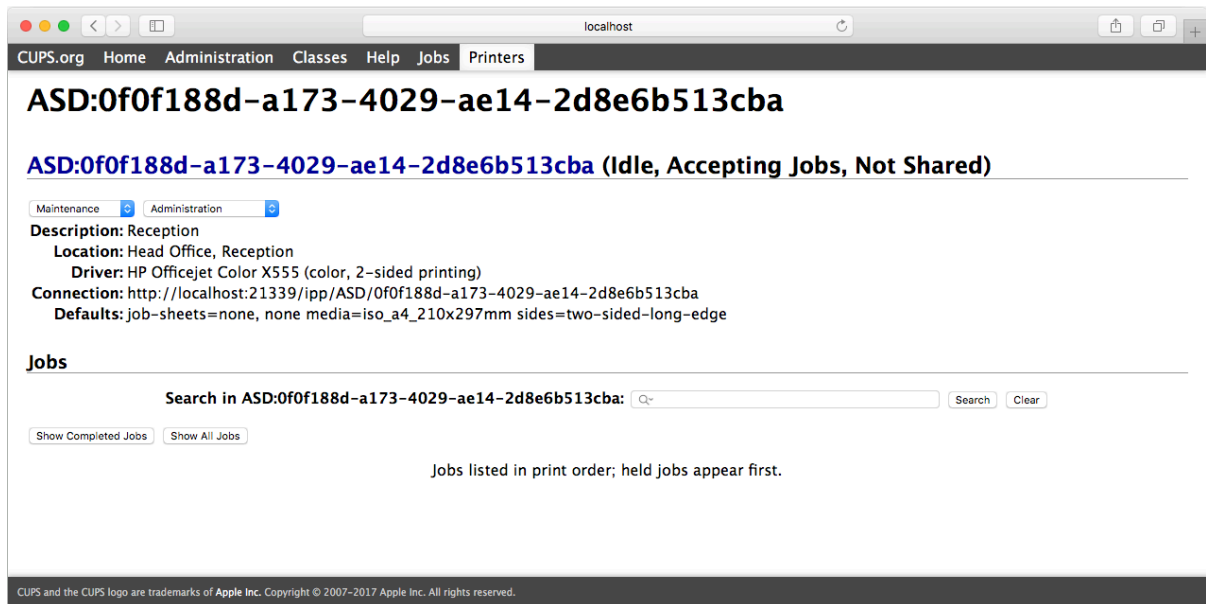 localhost
CUPS.org Home Administration Classes Help Jobs Printers
ASD:0f0f188d-a173-4029-ae14-2d8e6b513cba
ASD:0f0f188d-a173-4029-ae14-2d8e6b513cba (Idle, Accepting Jobs, Not Shared)
Maintenance Administration
Description: Reception
Location: Head Office, Reception
Driver: HP Officejet Color X555 (color, 2-sided printing)
Connection: http://localhost:21339/ipp/ASD/0f0f188d-a173-4029-ae14-2d8e6b513cba
Defaults: job-sheets=none, none media=iso_a4_210x297mm sides=two-sided-long-edge
Jobs
Search in ASD:0f0f188d-a173-4029-ae14-2d8e6b513cba: Search Clear
Show Completed Jobs Show All Jobs
Jobs listed in print order; held jobs appear first.
CUPS and the CUPS logo are trademarks of Apple Inc. Copyright © 2007-2017 Apple Inc. All rights reserved.